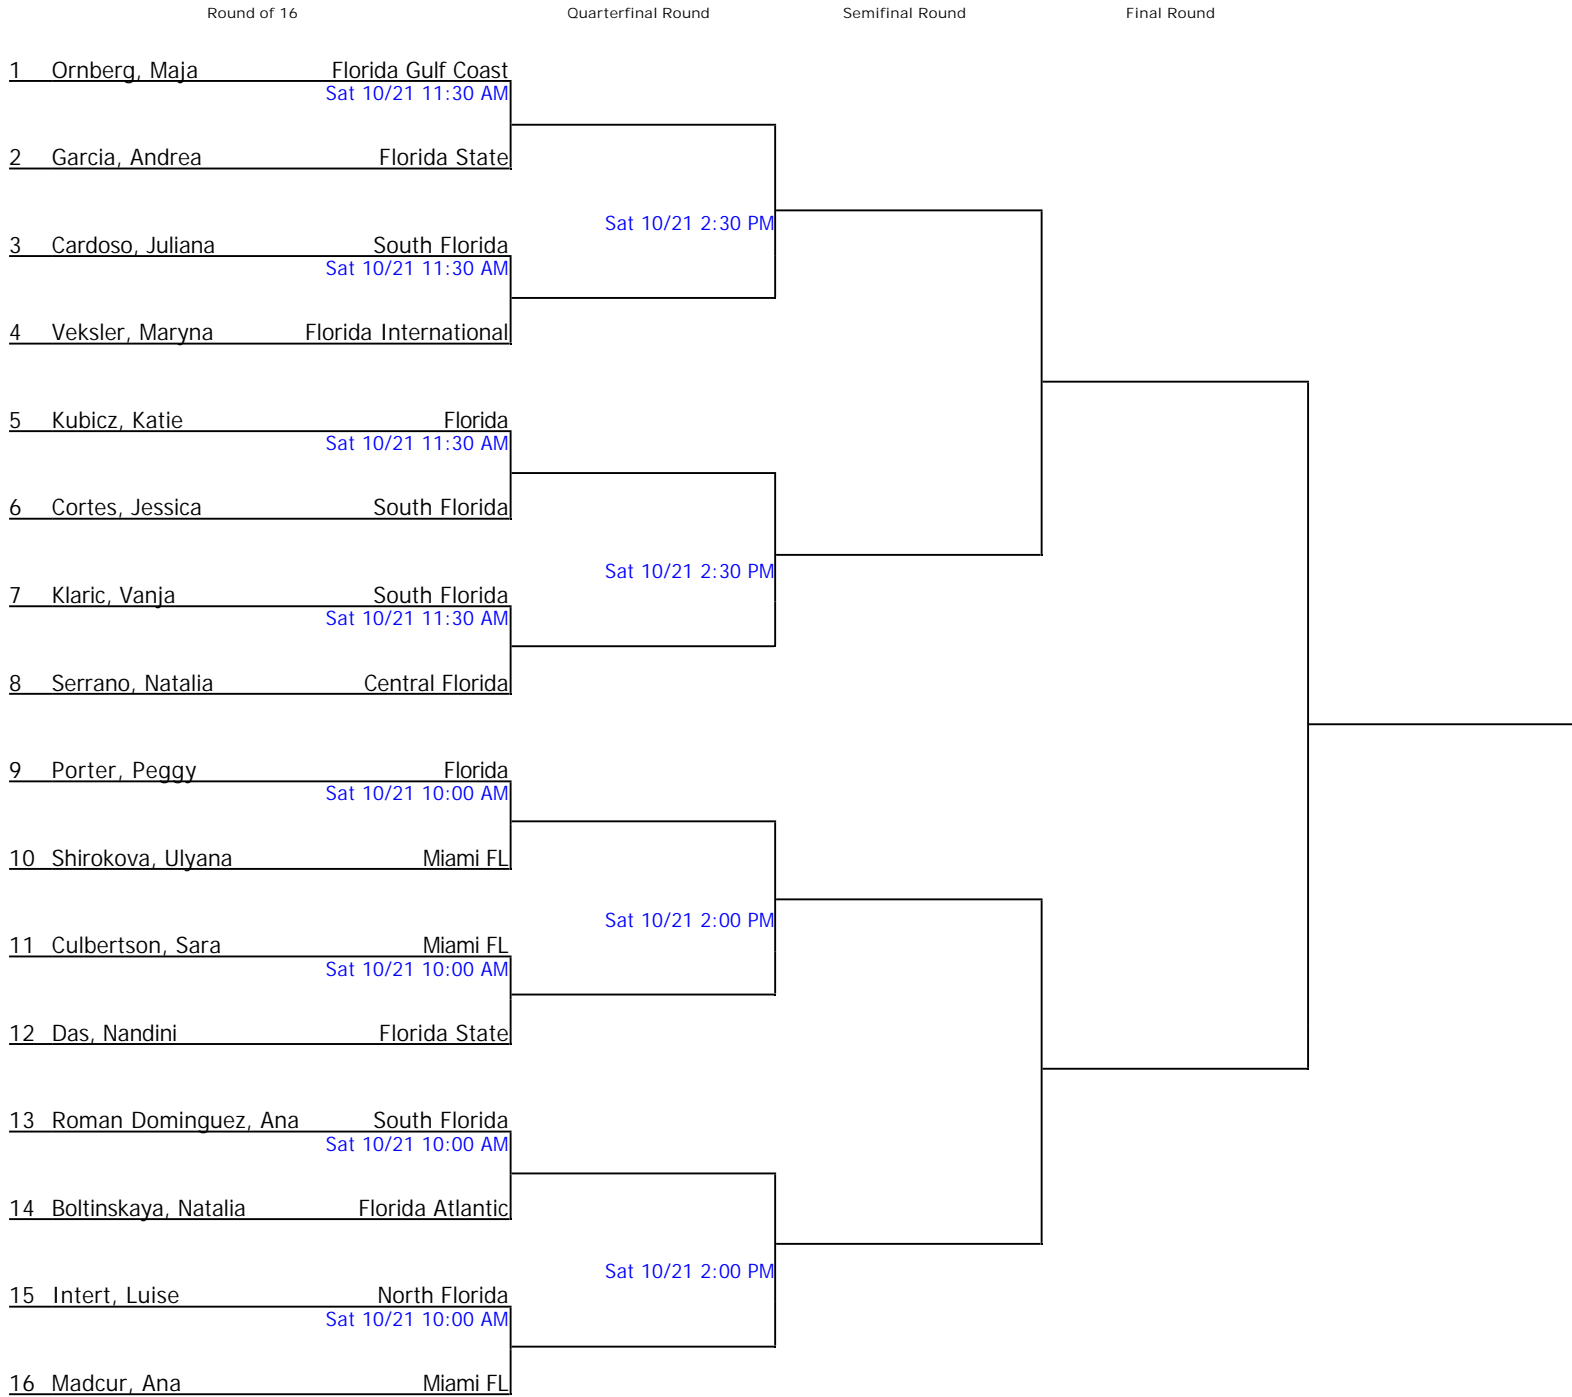 Round of 16 Quarterfinal Round Semifinal Round Final Round
1 Ornberg, Maja Florida Gulf Coast
Sat 10/21 11:30 AM
2 Garcia, Andrea Florida State
Sat 10/21 2:30 PM
3 Cardoso, Juliana South Florida
Sat 10/21 11:30 AM
4 Veksler, Maryna Florida International
5 Kubicz, Katie Florida
Sat 10/21 11:30 AM
6 Cortes, Jessica South Florida
Sat 10/21 2:30 PM
7 Klaric, Vanja South Florida
Sat 10/21 11:30 AM
8 Serrano, Natalia Central Florida
9 Porter, Peggy Florida
Sat 10/21 10:00 AM
10 Shirokova, Ulyana Miami FL
Sat 10/21 2:00 PM
11 Culbertson, Sara Miami FL
Sat 10/21 10:00 AM
12 Das, Nandini Florida State
13 Roman Dominguez, Ana South Florida
Sat 10/21 10:00 AM
14 Boltinskaya, Natalia Florida Atlantic
Sat 10/21 2:00 PM
15 Intert, Luise North Florida
Sat 10/21 10:00 AM
16 Madcur, Ana Miami FL